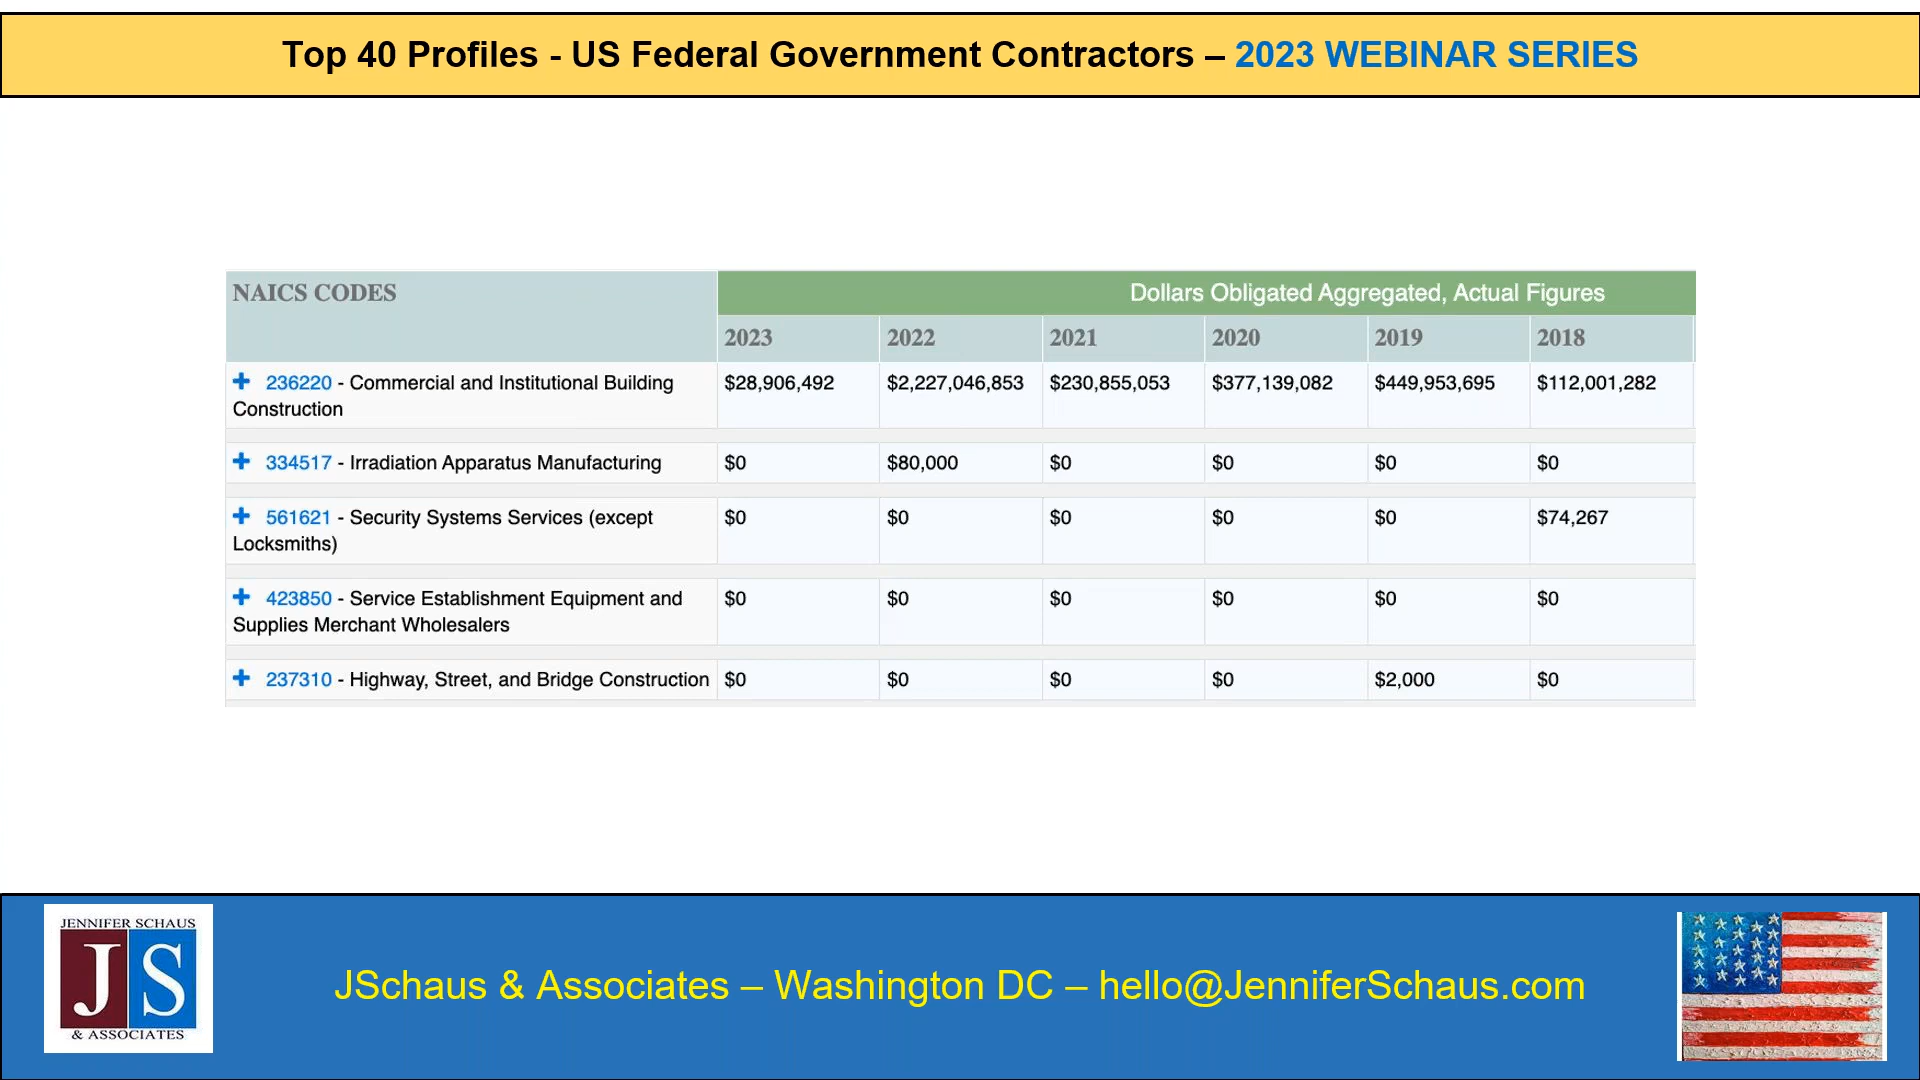 Top 40 Profiles - US Federal Government Contractors – 2023 WEBINAR SERIES
NAICS CODES
Dollars Obligated Aggregated, Actual Figures
2023 2022 2021 2020 2019 2018
236220 - Commercial and Institutional Building $28,906,492 $2,227,046,853 $230,855,053 $377,139,082 $449,953,695 $112,001,282
Construction
334517 - Irradiation Apparatus Manufacturing $0 $80,000 $0 $0 $0 $0
561621 - Security Systems Services (except $0 $0 $0 $0 $0 $74,267
Locksmiths)
423850 - Service Establishment Equipment and $0 $0 $0 $0 $0 $0
Supplies Merchant Wholesalers
237310 - Highway, Street, and Bridge Construction $0 $0 $0 $0 $2,000 $0
JENNIFER SCHAUS
JS
& ASSOCIATES
JSchaus & Associates – Washington DC – hello@JenniferSchaus.com